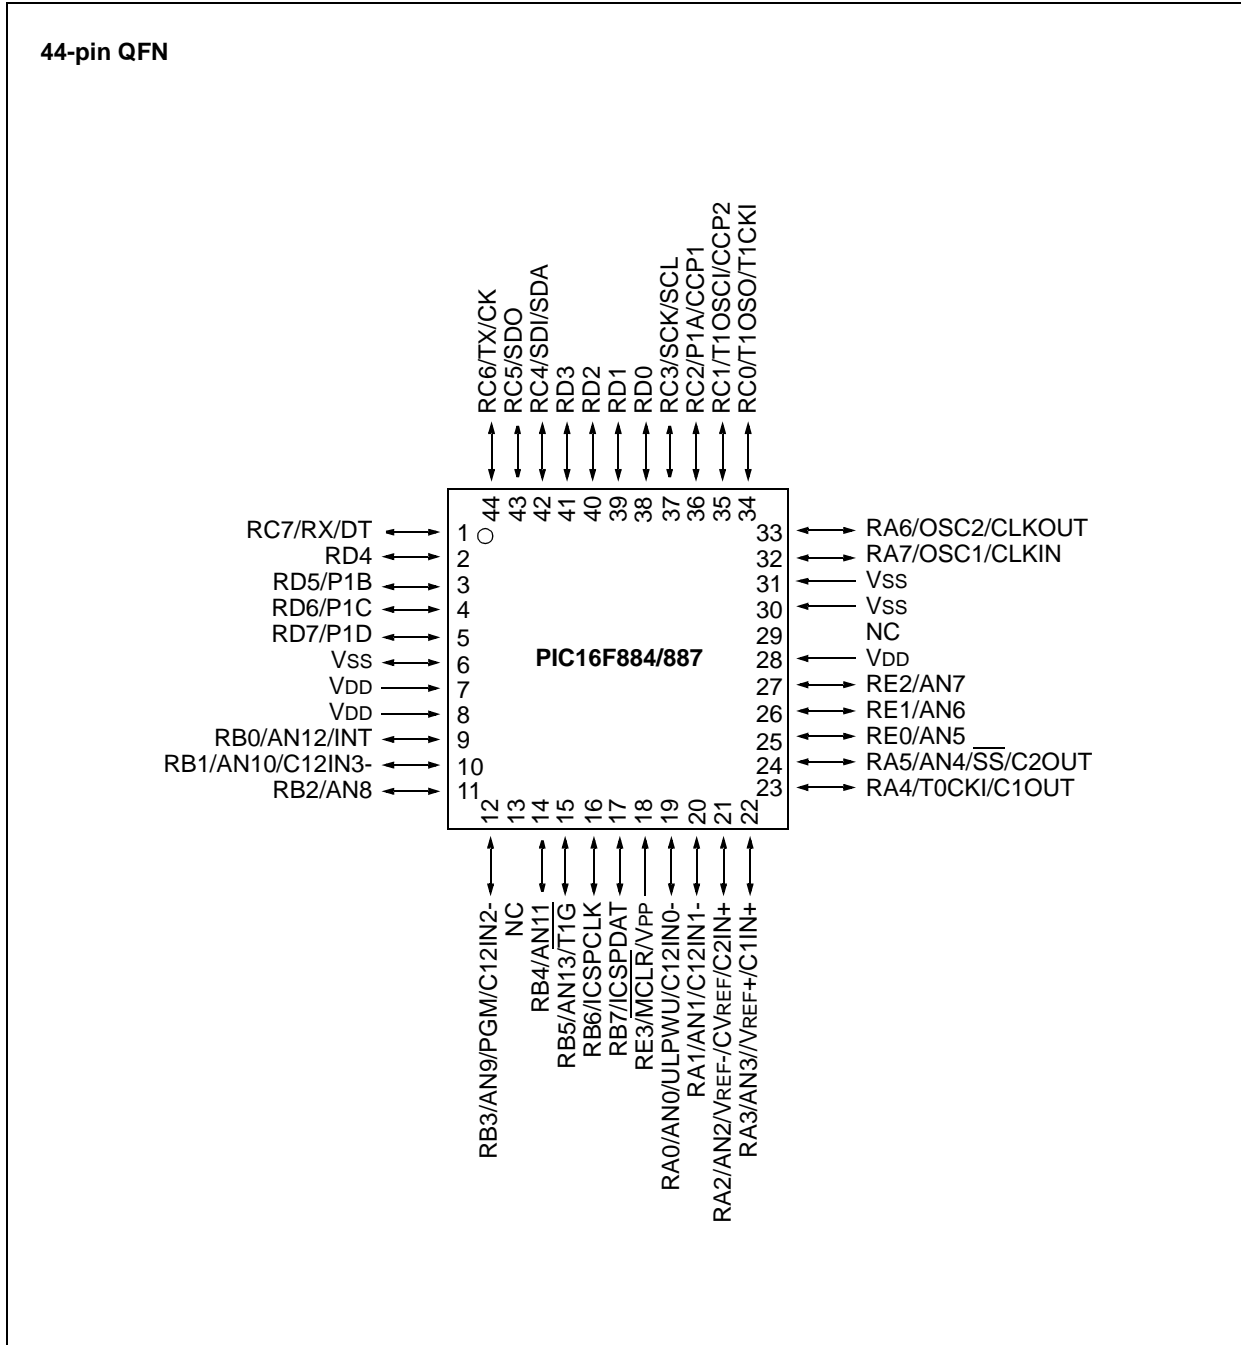 44-pin QFN
RC6/TX/CK
RC5/SDO
RC4/SDI/SDA
RD3
RD2
RD1
RD0
RC3/SCK/SCL
RC2/P1A/CCP1
RC1/T1OSCI/CCP2
RC0/T1OSO/T1CKI
44
43
42
41
40
39
38
37
36
35
34
RC7/RX/DT 1
RD4 2
RD5/P1B 3
RD6/P1C 4
RD7/P1D 5
VSS 6
VDD 7
VDD 8
RB0/AN12/INT 9
RB1/AN10/C12IN3- 10
RB2/AN8 11
PIC16F884/887
33 RA6/OSC2/CLKOUT
32 RA7/OSC1/CLKIN
31 VSS
30 VSS
29 NC
28 VDD
27 RE2/AN7
26 RE1/AN6
25 RE0/AN5
24 RA5/AN4/S̅S̅/C2OUT
23 RA4/T0CKI/C1OUT
12
13
14
15
16
17
18
19
20
21
22
RB3/AN9/PGM/C12IN2-
NC
RB4/AN11
RB5/AN13/T̅1̅G̅
RB6/ICSPCLK
RB7/ICSPDAT
RE3/M̅C̅L̅R̅/VPP
RA0/AN0/ULPWU/C12IN0-
RA1/AN1/C12IN1-
RA2/AN2/VREF-/CVREF/C2IN+
RA3/AN3//VREF+/C1IN+